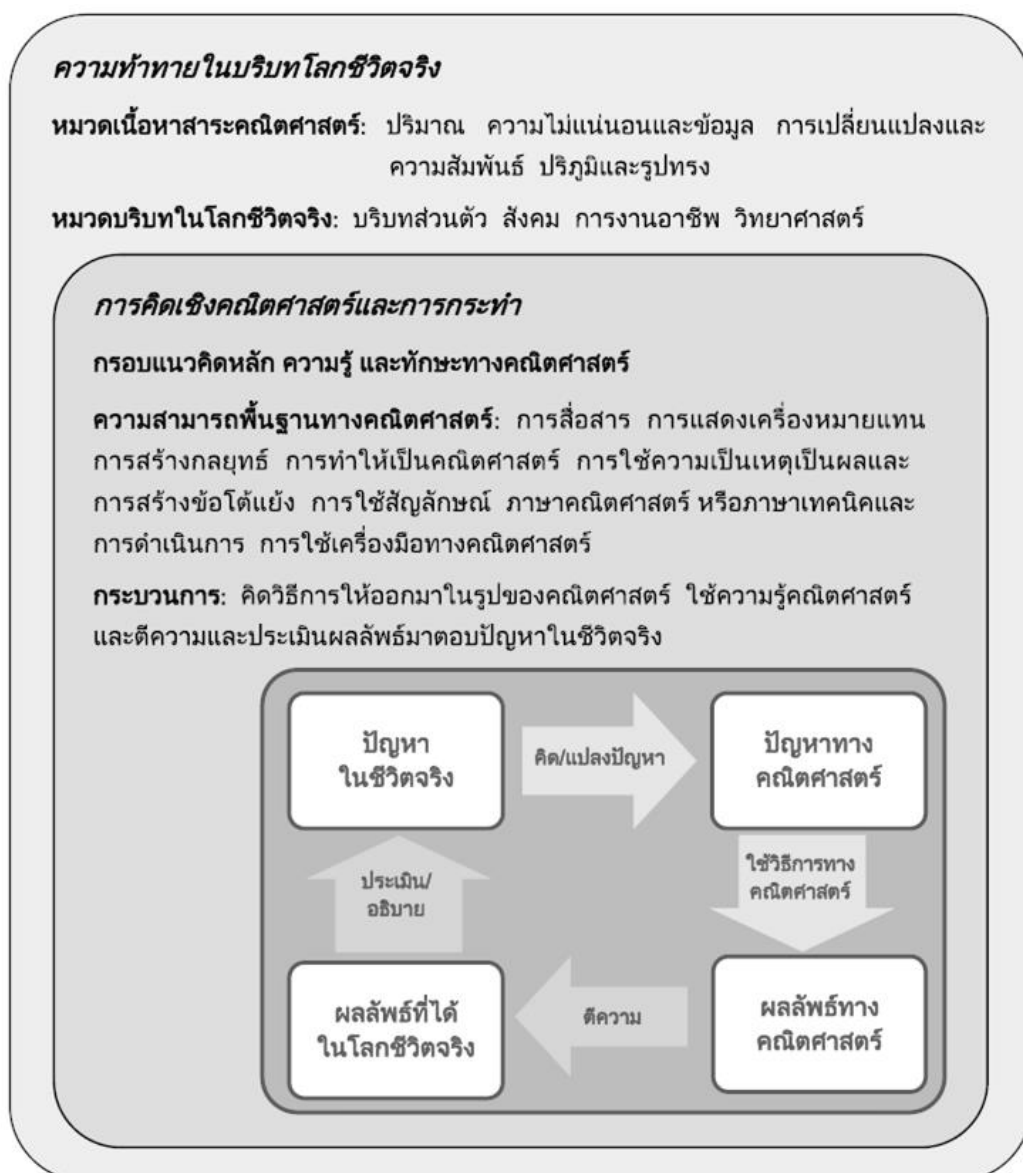 ความท้าทายในบริบทโลกชีวิตจริง
หมวดเนื้อหาสาระคณิตศาสตร์: ปริมาณ ความไม่แน่นอนและข้อมูล การเปลี่ยนแปลงและ
ความสัมพันธ์ ปริภูมิและรูปทรง
หมวดบริบทในโลกชีวิตจริง: บริบทส่วนตัว สังคม การงานอาชีพ วิทยาศาสตร์
การคิดเชิงคณิตศาสตร์และการกระทำ
กรอบแนวคิดหลัก ความรู้ และทักษะทางคณิตศาสตร์
ความสามารถพื้นฐานทางคณิตศาสตร์: การสื่อสาร การแสดงเครื่องหมายแทน
การสร้างกลยุทธ์ การทำให้เป็นคณิตศาสตร์ การใช้ความเป็นเหตุเป็นผลและ
การสร้างข้อโต้แย้ง การใช้สัญลักษณ์ ภาษาคณิตศาสตร์ หรือภาษาเทคนิคและ
การดำเนินการ การใช้เครื่องมือทางคณิตศาสตร์
กระบวนการ: คิดวิธีการให้ออกมาในรูปของคณิตศาสตร์ ใช้ความรู้คณิตศาสตร์
และตีความและประเมินผลลัพธ์มาตอบปัญหาในชีวิตจริง
ปัญหา
ในชีวิตจริง
คิด/แปลงปัญหา
ปัญหาทาง
คณิตศาสตร์
ใช้วิธีการทาง
คณิตศาสตร์
ประเมิน/
อธิบาย
ผลลัพธ์ที่ได้
ในโลกชีวิตจริง
ตีความ
ผลลัพธ์ทาง
คณิตศาสตร์